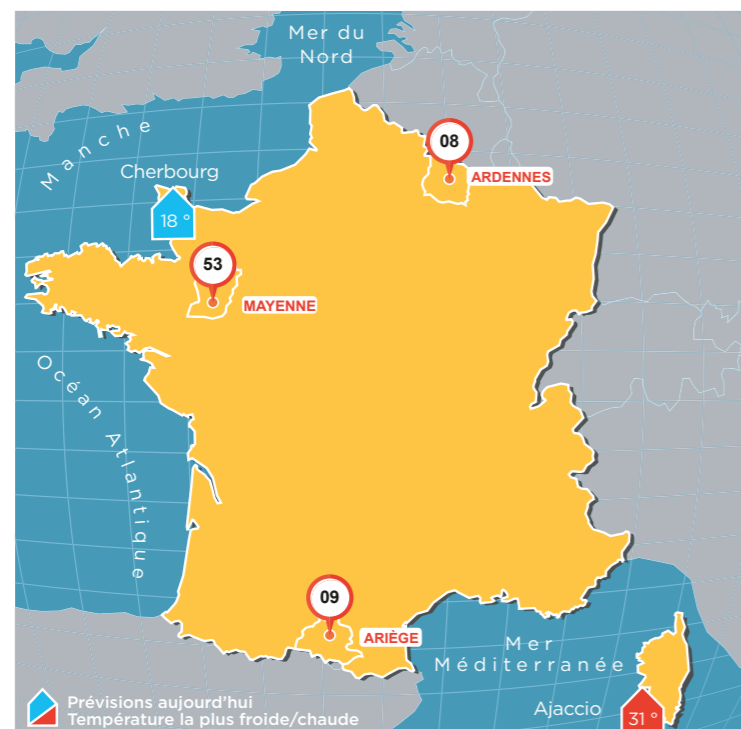 Mer du
Nord
Manche
Cherbourg
18 °
08
ARDENNES
53
MAYENNE
Océan Atlantique
09
ARIÈGE
Mer
Méditerranée
Ajaccio
31 °
Prévisions aujourd'hui
Température la plus froide/chaude